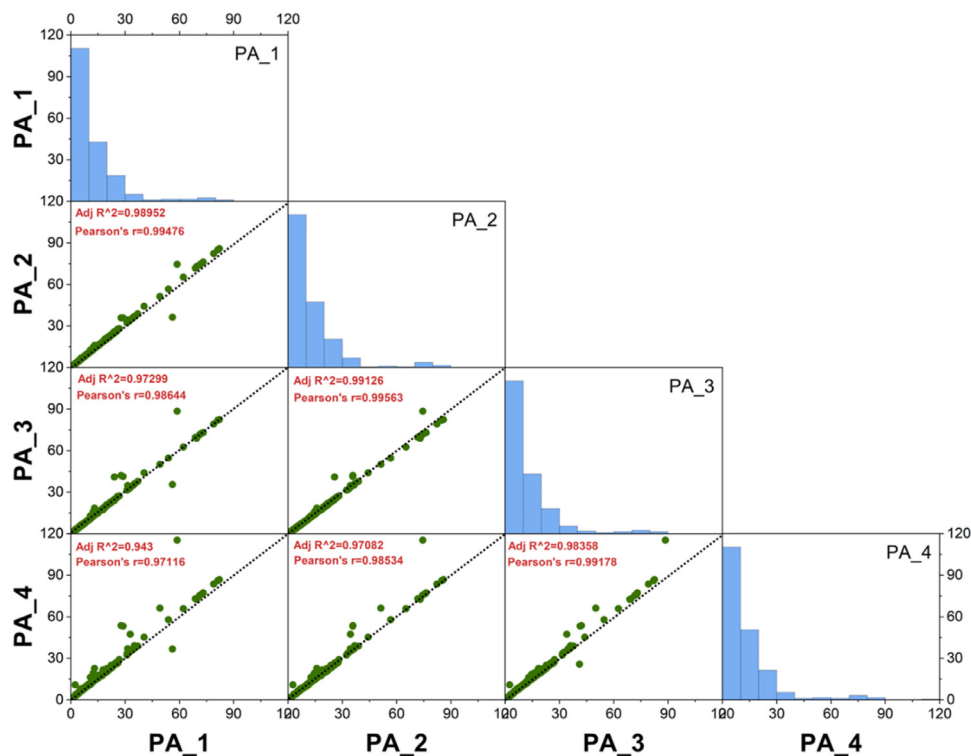 0 30 60 90 120
120
90
60
30
PA_1
PA_1
120
90
60
30
PA_2
Adj R^2=0.98952
Pearson's r=0.99476
PA_2
120
90
60
30
PA_3
Adj R^2=0.97299
Pearson's r=0.98644
Adj R^2=0.99126
Pearson's r=0.99563
PA_3
120
90
60
30
0
PA_4
Adj R^2=0.943
Pearson's r=0.97116
Adj R^2=0.97082
Pearson's r=0.98534
Adj R^2=0.98358
Pearson's r=0.99178
PA_4
120
90
60
30
0
0 30 60 90 120 30 60 90 120 30 60 90 120 30 60 90 120
PA_1 PA_2 PA_3 PA_4